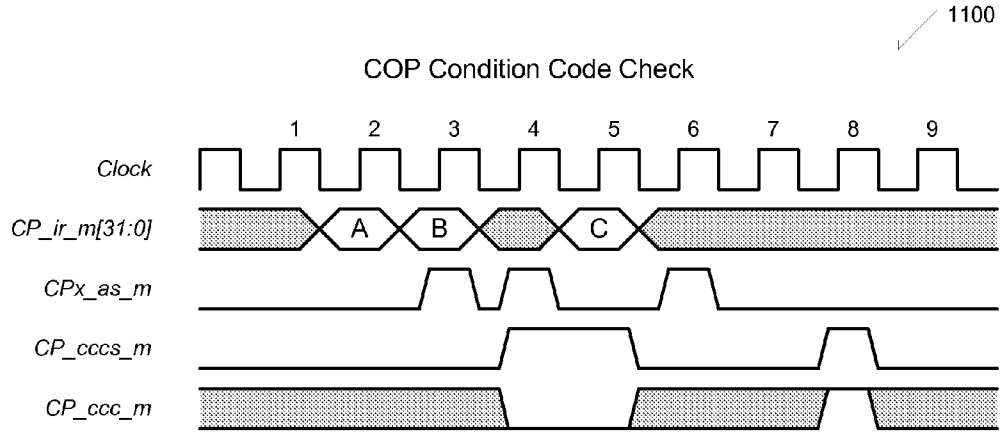 1100
COP Condition Code Check
1 2 3 4 5 6 7 8 9
Clock
CP_ir_m[31:0] A B C
CPx_as_m
CP_cccs_m
CP_ccc_m